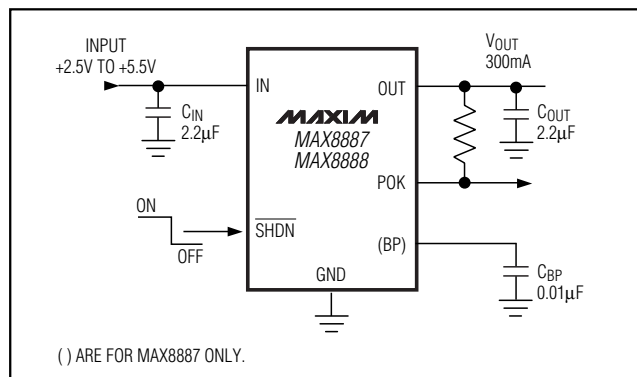 INPUT
+2.5V TO +5.5V
VOUT
300mA
IN
OUT
CIN
2.2μF
COUT
2.2μF
MAXIM
MAX8887
MAX8888
POK
ON
OFF
SHDN
(BP)
GND
CBP
0.01μF
( ) ARE FOR MAX8887 ONLY.